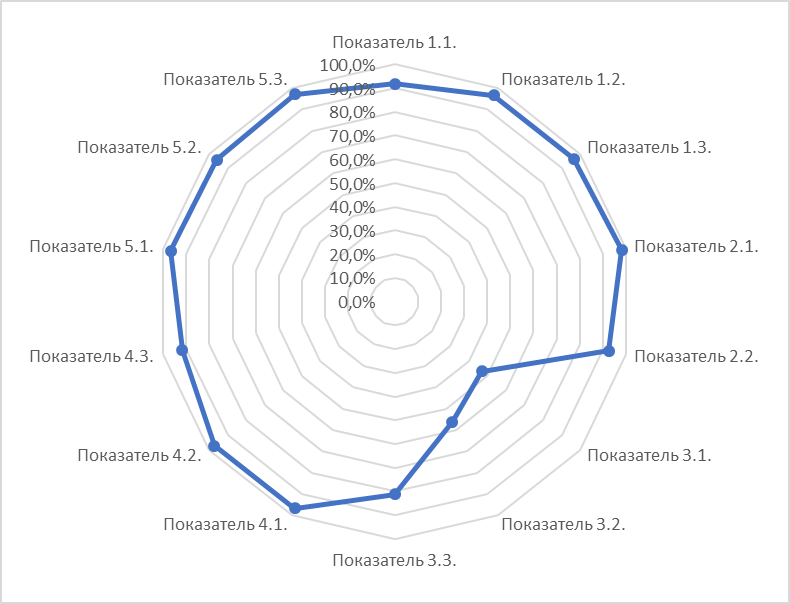 Показатель 1.1.
100,0%
Показатель 5.3.
Показатель 1.2.
90,0%
80,0%
Показатель 5.2.
Показатель 1.3.
70,0%
60,0%
50,0%
40,0%
Показатель 5.1.
Показатель 2.1.
30,0%
20,0%
10,0%
0,0%
Показатель 4.3.
Показатель 2.2.
Показатель 4.2.
Показатель 3.1.
Показатель 4.1.
Показатель 3.2.
Показатель 3.3.